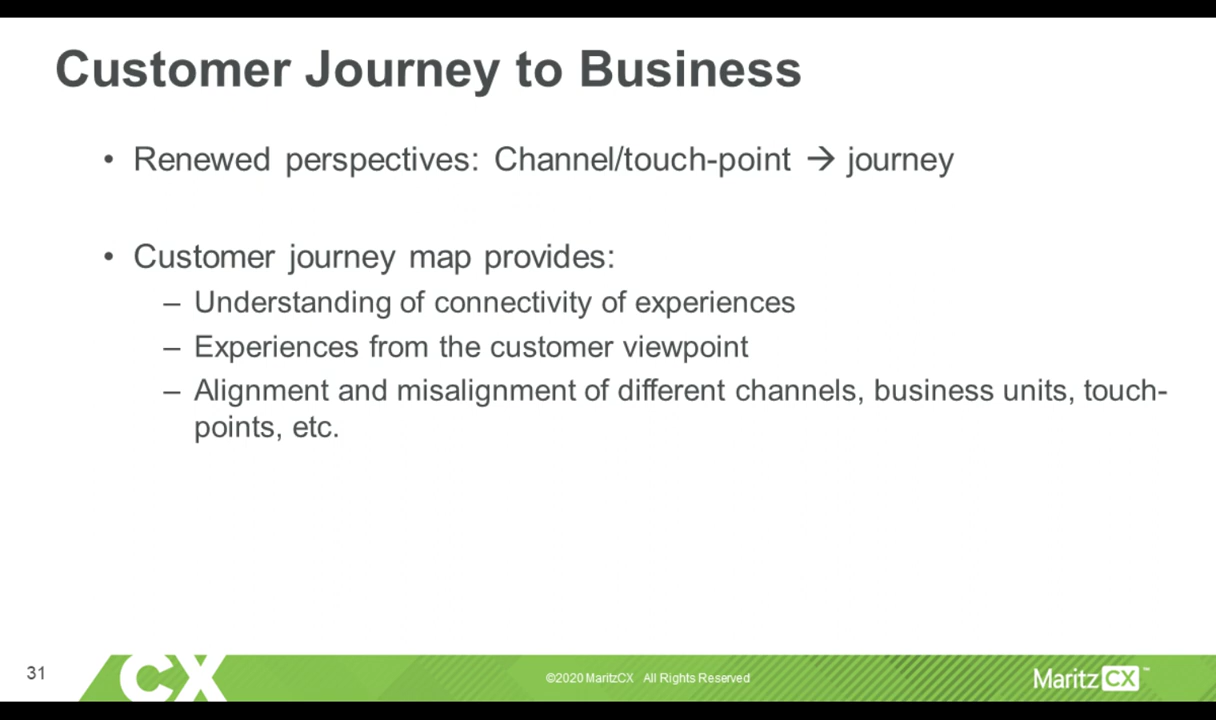 Customer Journey to Business
• Renewed perspectives: Channel/touch-point → journey
• Customer journey map provides:
– Understanding of connectivity of experiences
– Experiences from the customer viewpoint
– Alignment and misalignment of different channels, business units, touch-
points, etc.
31
CX
©2020 MaritzCX All Rights Reserved
Maritz CX™